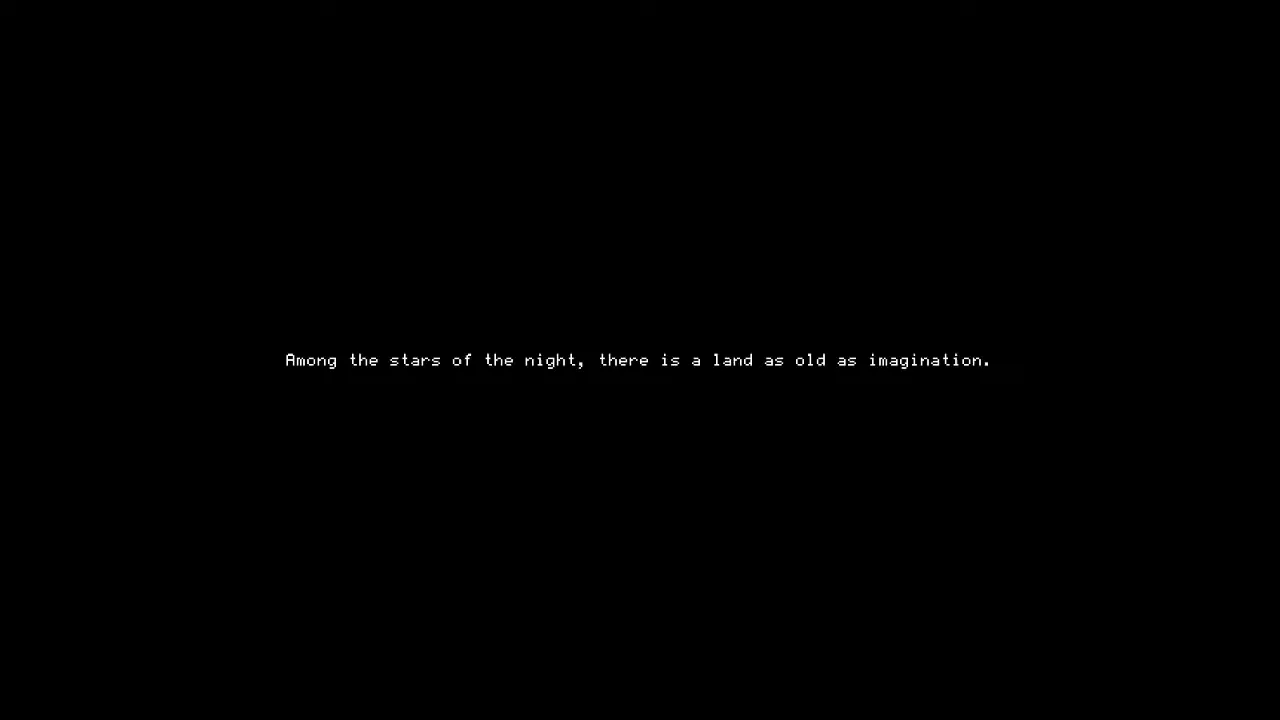 Among the stars of the night, there is a land as old as imagination.